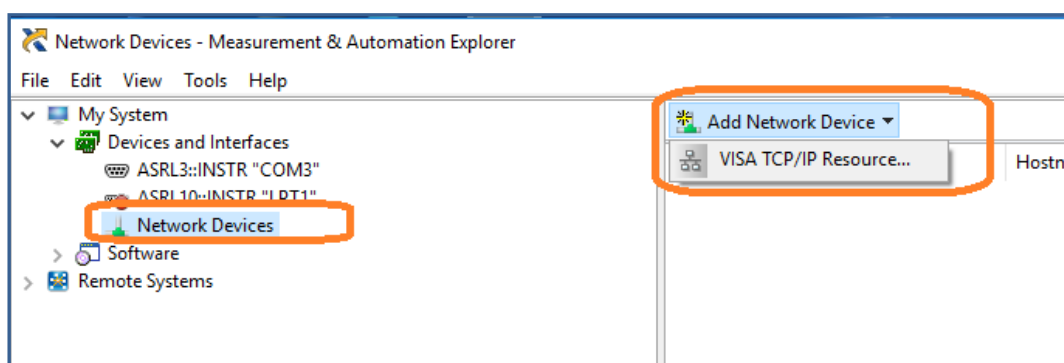 Network Devices - Measurement & Automation Explorer
File Edit View Tools Help
My System
Devices and Interfaces
ASRL3::INSTR "COM3"
ASRL10::INSTR "LPT1"
Network Devices
Software
Remote Systems
Add Network Device
VISA TCP/IP Resource...
Hostn